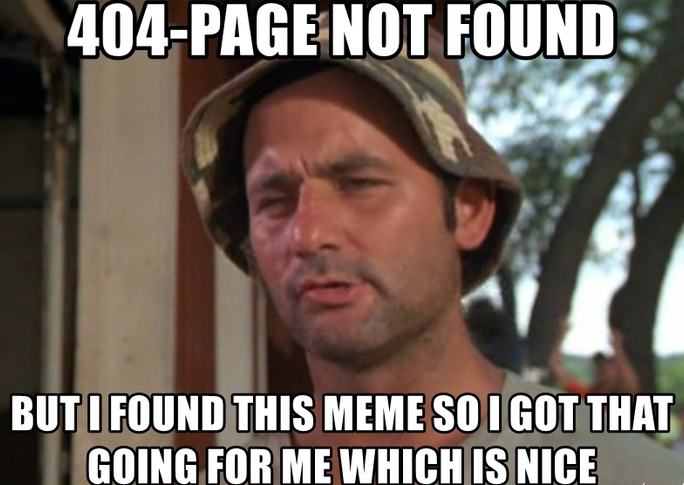 404-PAGE NOT FOUND
BUT I FOUND THIS MEME SO I GOT THAT
GOING FOR ME WHICH IS NICE